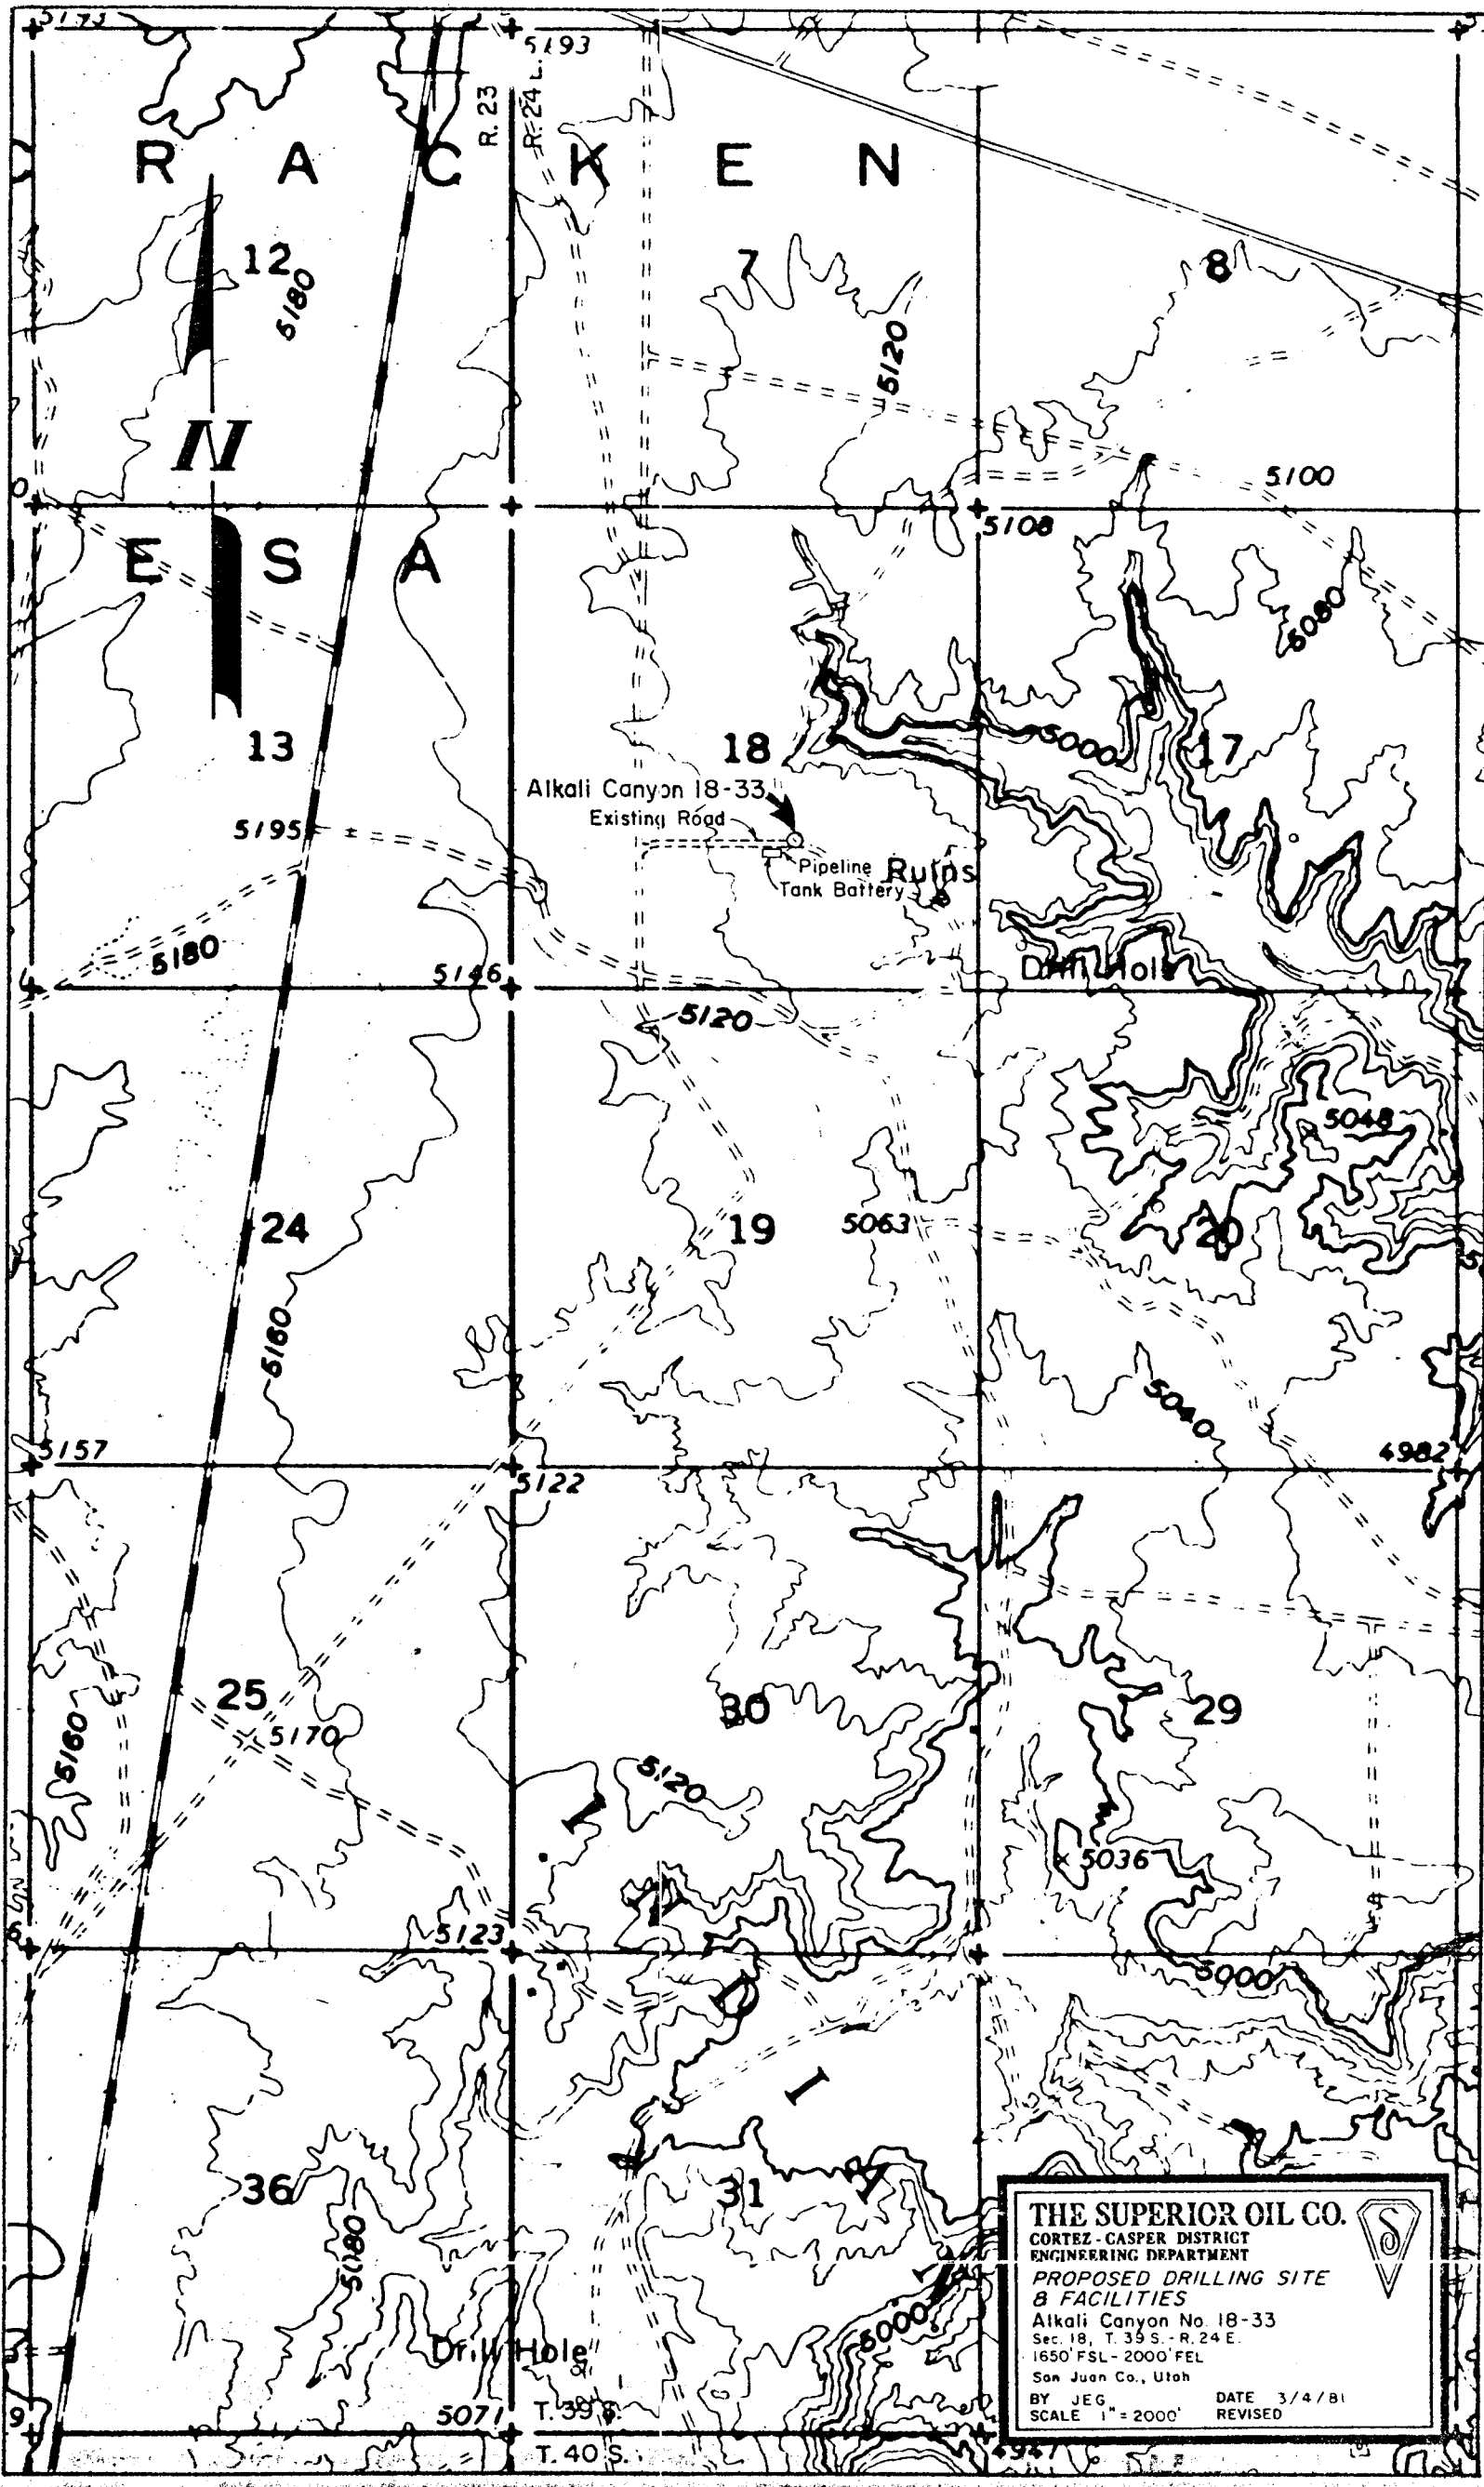 5193
R. 23
R. 24 E.
R A C K E N
12
5180
7
8
5120
N
5100
5108
E S A
5080
13
18
17
5000
Alkali Canyon 18-33
Existing Road
5195
Pipeline
Ruins
Tank Battery
5180
Drill Hole
5146
5120
5048
24
19
5063
20
5160
5040
5157
5122
4982
25
30
29
5170
5160
5120
5036
5123
5000
36
31
5080
5000
Drill Hole
5071
T. 39 S.
T. 40 S.
THE SUPERIOR OIL CO.
CORTEZ - CASPER DISTRICT
ENGINEERING DEPARTMENT
PROPOSED DRILLING SITE
& FACILITIES
Alkali Canyon No. 18-33
Sec. 18, T. 39 S. - R. 24 E.
1650' FSL - 2000' FEL
San Juan Co., Utah
BY JEG DATE 3/4/81
SCALE 1" = 2000' REVISED